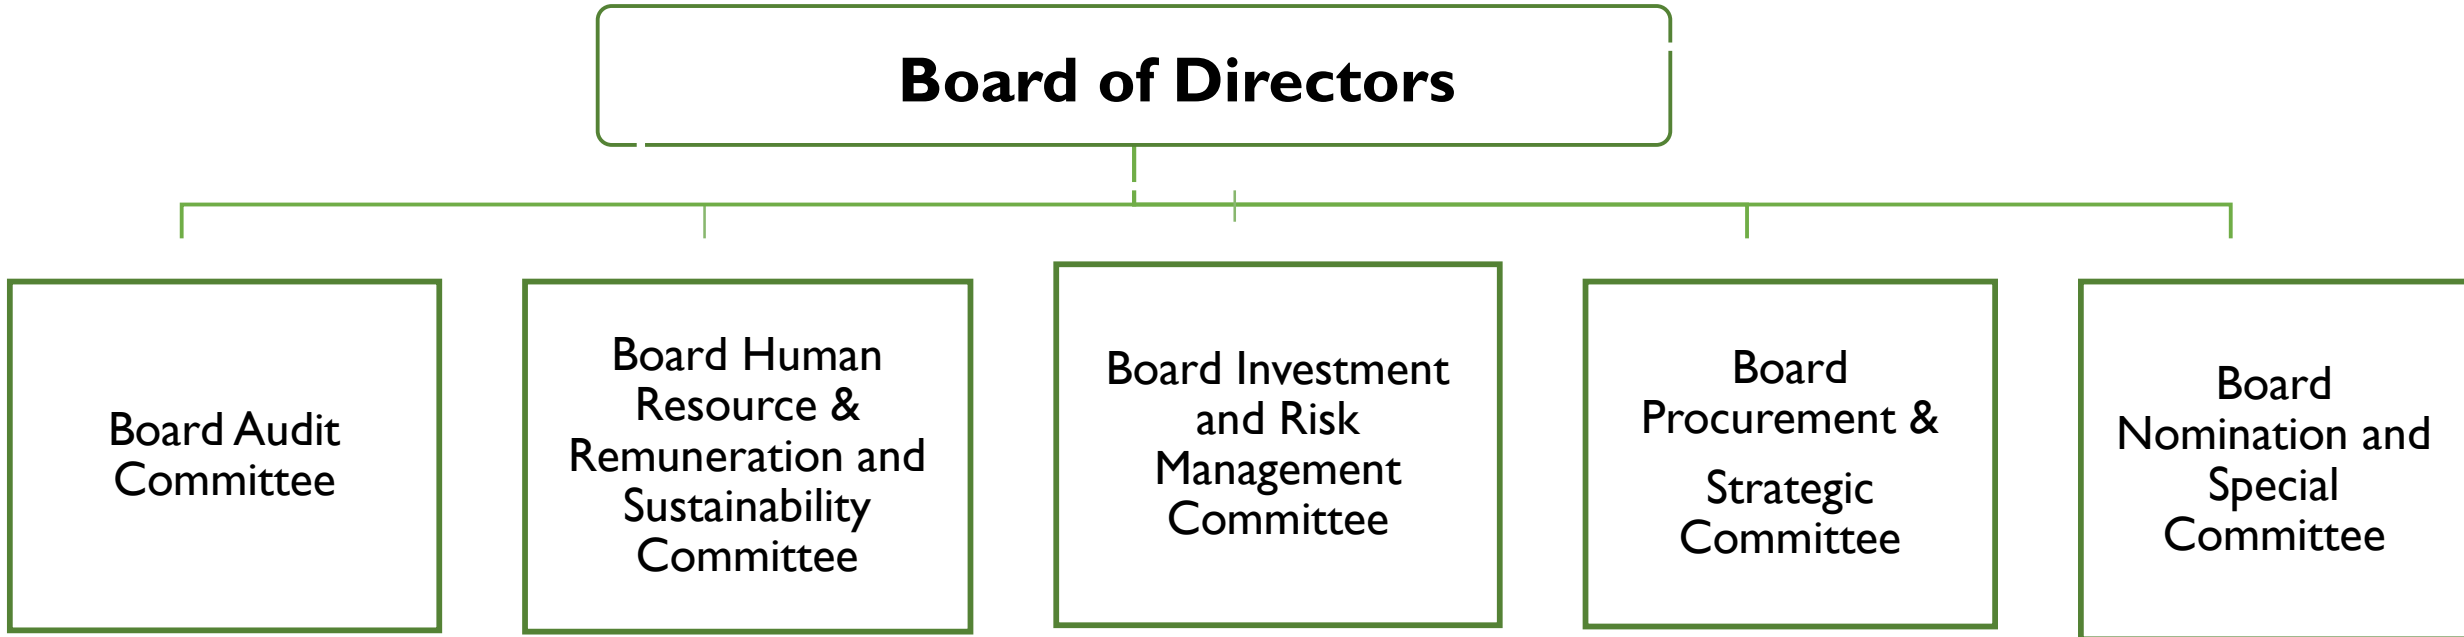 Board of Directors
Board Audit
Committee
Board Human
Resource &
Remuneration and
Sustainability
Committee
Board Investment
and Risk
Management
Committee
Board
Procurement &
Strategic
Committee
Board
Nomination and
Special
Committee